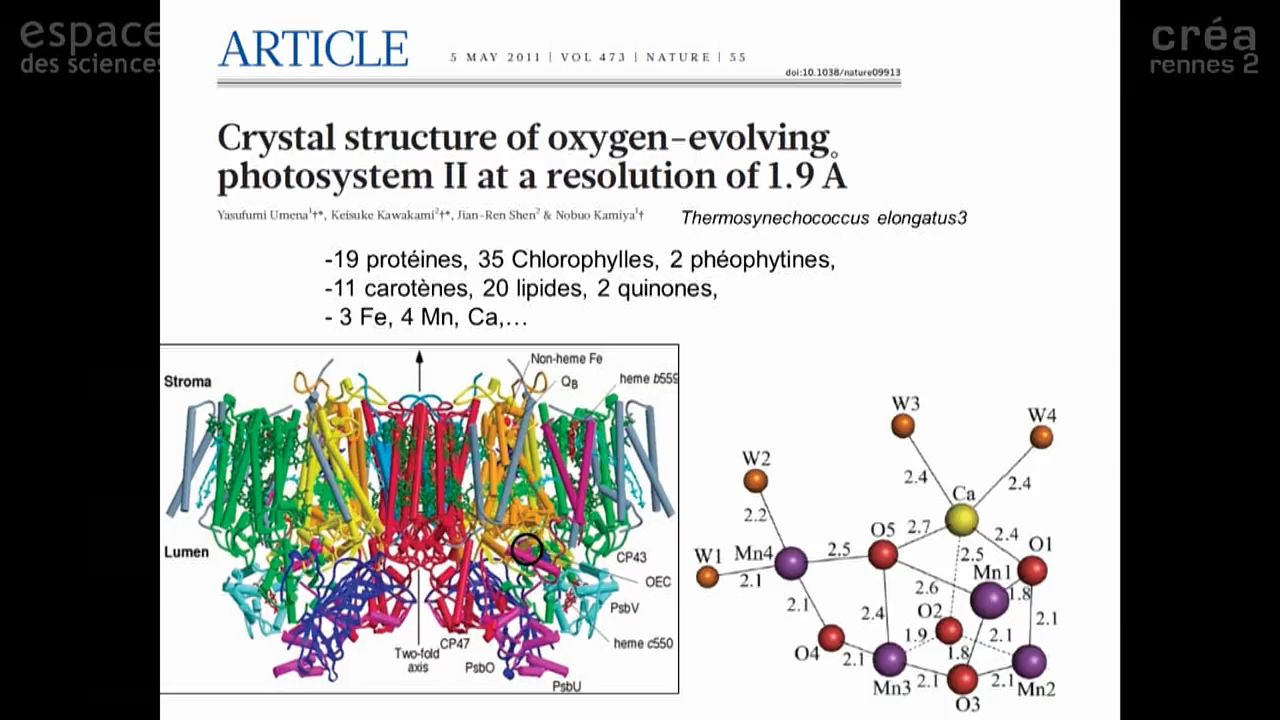 espace
des sciences
créa
rennes 2
ARTICLE
5 MAY 2011 | VOL 473 | NATURE | 55
doi:10.1038/nature09913
Crystal structure of oxygen-evolving
photosystem II at a resolution of 1.9 Å
Yasufumi Umena¹†*, Keisuke Kawakami²†*, Jian-Ren Shen² & Nobuo Kamiya¹†
Thermosynechococcus elongatus3
-19 protéines, 35 Chlorophylles, 2 phéophytines,
-11 carotènes, 20 lipides, 2 quinones,
- 3 Fe, 4 Mn, Ca,...
Non-heme Fe
Stroma
QB
heme b559
Lumen
CP43
OEC
PsbV
heme c550
Two-fold
axis
CP47
PsbO
PsbU
W3
W4
W2
2.4
Ca
2.4
2.2
O5
2.7
2.4
O1
W1
Mn4
2.5
2.5
Mn1
2.1
2.6
1.8
2.1
2.4
O2
2.1
1.9
2.1
O4
2.1
1.8
Mn3
2.1
2.1
Mn2
O3